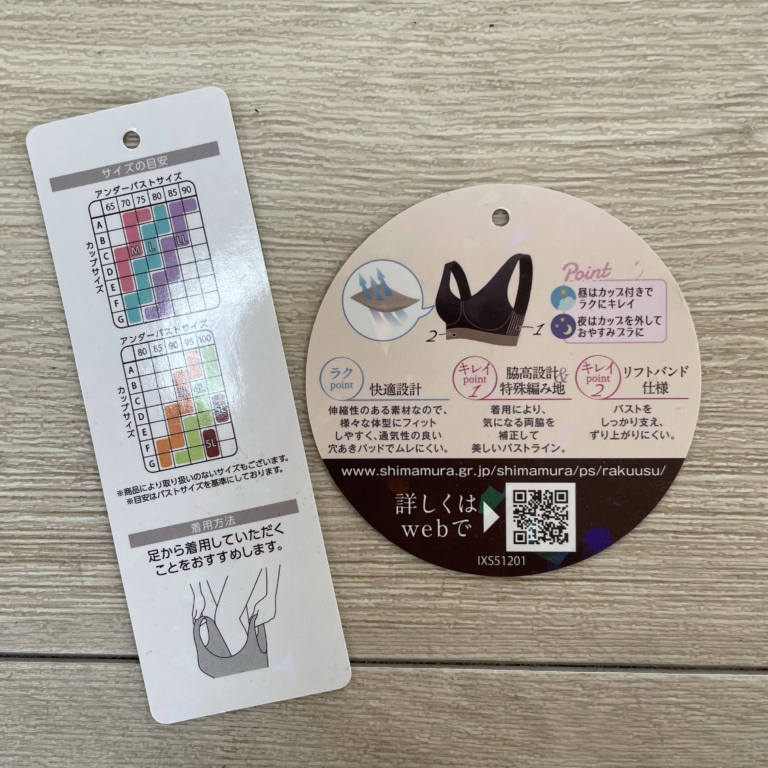 サイズの目安
アンダーバストサイズ
65 70 75 80 85 90
カップサイズ
A
B
C
D
E
F
G
M L LL
アンダーバストサイズ
80 85 90 95 100
カップサイズ
A
B
C
D
E
F
G
5L
※商品により取り扱いのないサイズもございます。
※目安はバストサイズを基準にしております。
着用方法
足から着用していただく
ことをおすすめします。
2
1
Point
昼はカップ付きで
ラクにキレイ
夜はカップを外して
おやすみブラに
ラク
point
快適設計
伸縮性のある素材なので、
様々な体型にフィット
しやすく、通気性の良い
穴あきパッドでムレにくい。
キレイ
point
1
脇高設計&
特殊編み地
着用により、
気になる両脇を
補正して
美しいバストライン。
キレイ
point
2
リフトバンド
仕様
バストを
しっかり支え、
ずり上がりにくい。
www.shimamura.gr.jp/shimamura/ps/rakuusu/
詳しくは
webで
IXS51201